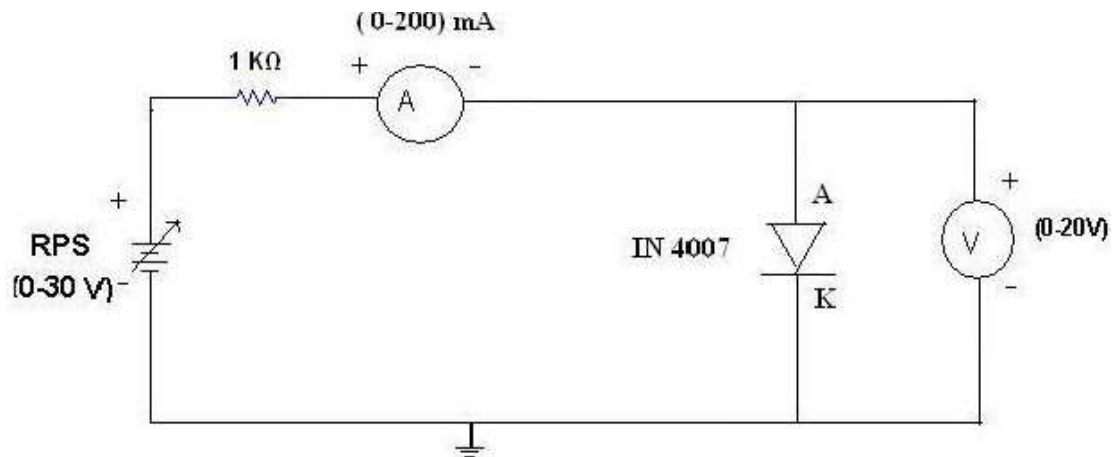 ( 0-200) mA
1 KΩ
+
-
A
+
RPS
(0-30 V)
-
A
IN 4007
K
+
V
(0-20V)
-